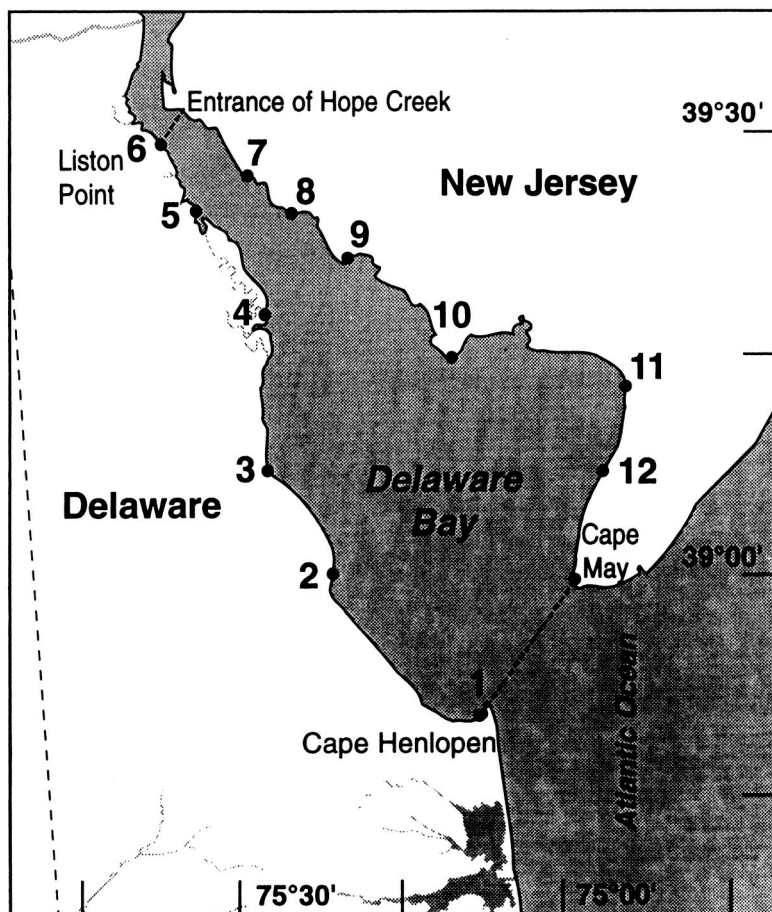 Entrance of Hope Creek
39°30'
6
7
Liston
Point
8
New Jersey
5
9
4
10
11
3
12
Delaware
Delaware
Bay
Cape
May
39°00'
2
1
Cape Henlopen
Atlantic Ocean
75°30'
75°00'